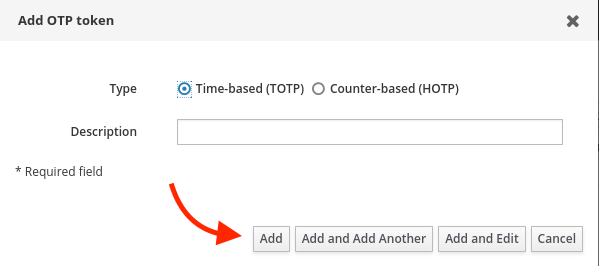 Add OTP token
Type Time-based (TOTP) Counter-based (HOTP)
Description
* Required field
Add Add and Add Another Add and Edit Cancel